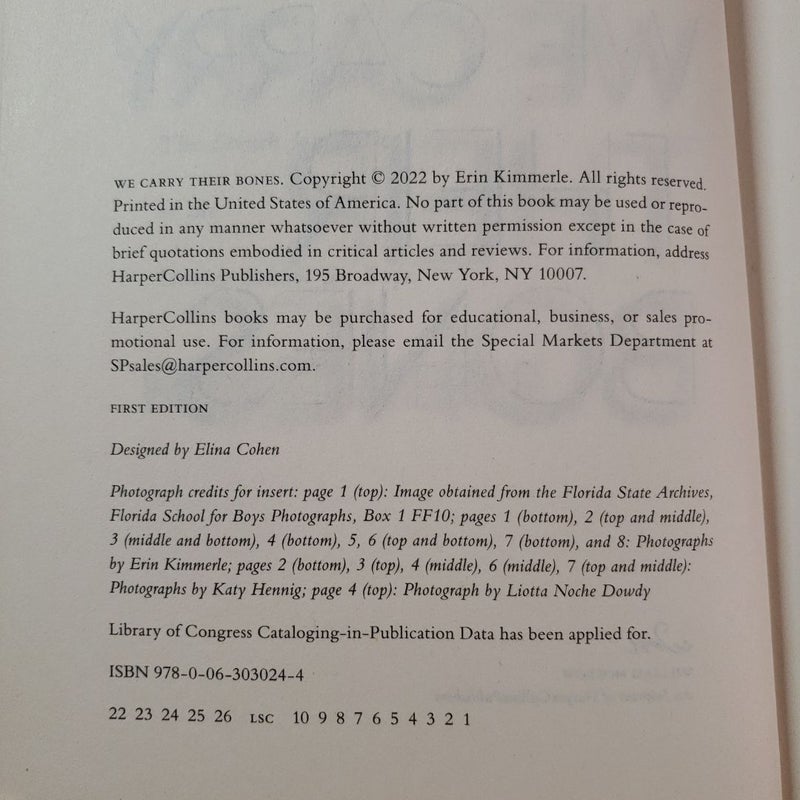 WE CARRY THEIR BONES. Copyright © 2022 by Erin Kimmerle. All rights reserved.
Printed in the United States of America. No part of this book may be used or repro-
duced in any manner whatsoever without written permission except in the case of
brief quotations embodied in critical articles and reviews. For information, address
HarperCollins Publishers, 195 Broadway, New York, NY 10007.
HarperCollins books may be purchased for educational, business, or sales pro-
motional use. For information, please email the Special Markets Department at
SPsales@harpercollins.com.
FIRST EDITION
Designed by Elina Cohen
Photograph credits for insert: page 1 (top): Image obtained from the Florida State Archives,
Florida School for Boys Photographs, Box 1 FF10; pages 1 (bottom), 2 (top and middle),
3 (middle and bottom), 4 (bottom), 5, 6 (top and bottom), 7 (bottom), and 8: Photographs
by Erin Kimmerle; pages 2 (bottom), 3 (top), 4 (middle), 6 (middle), 7 (top and middle):
Photographs by Katy Hennig; page 4 (top): Photograph by Liotta Noche Dowdy
Library of Congress Cataloging-in-Publication Data has been applied for.
ISBN 978-0-06-303024-4
22 23 24 25 26 LSC 10 9 8 7 6 5 4 3 2 1